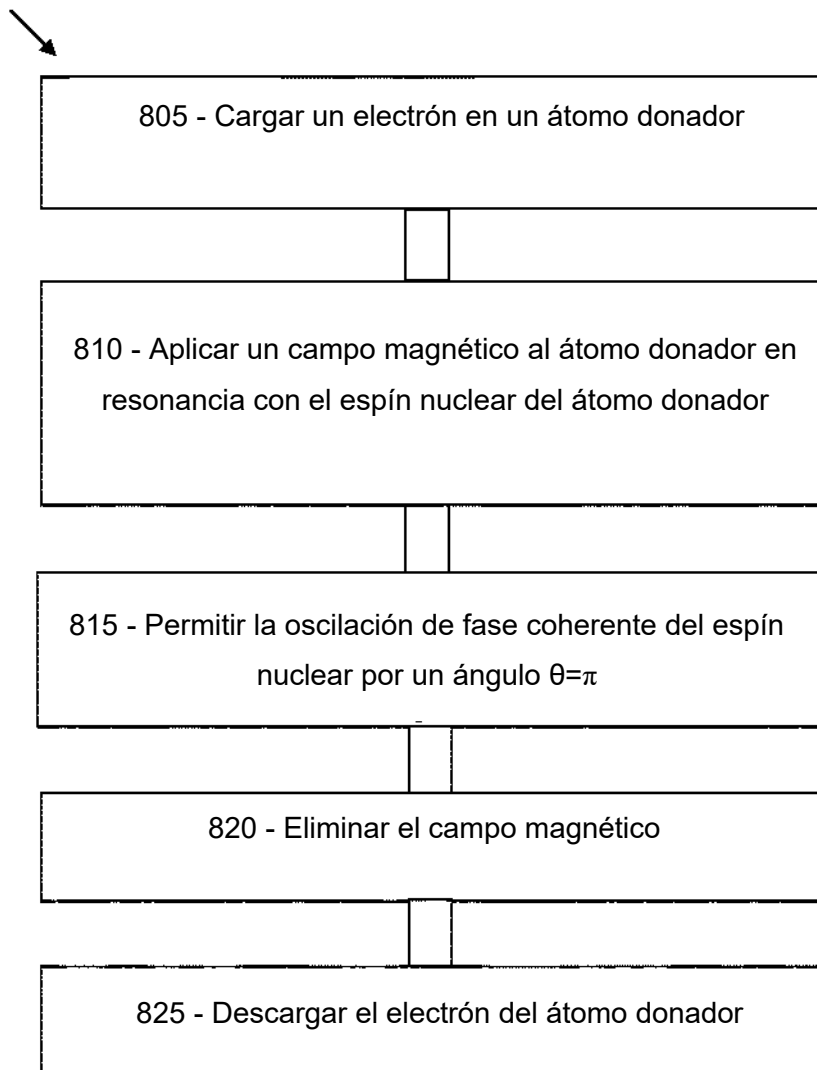 805 - Cargar un electrón en un átomo donador
810 - Aplicar un campo magnético al átomo donador en
resonancia con el espín nuclear del átomo donador
815 - Permitir la oscilación de fase coherente del espín
nuclear por un ángulo θ=π
820 - Eliminar el campo magnético
825 - Descargar el electrón del átomo donador